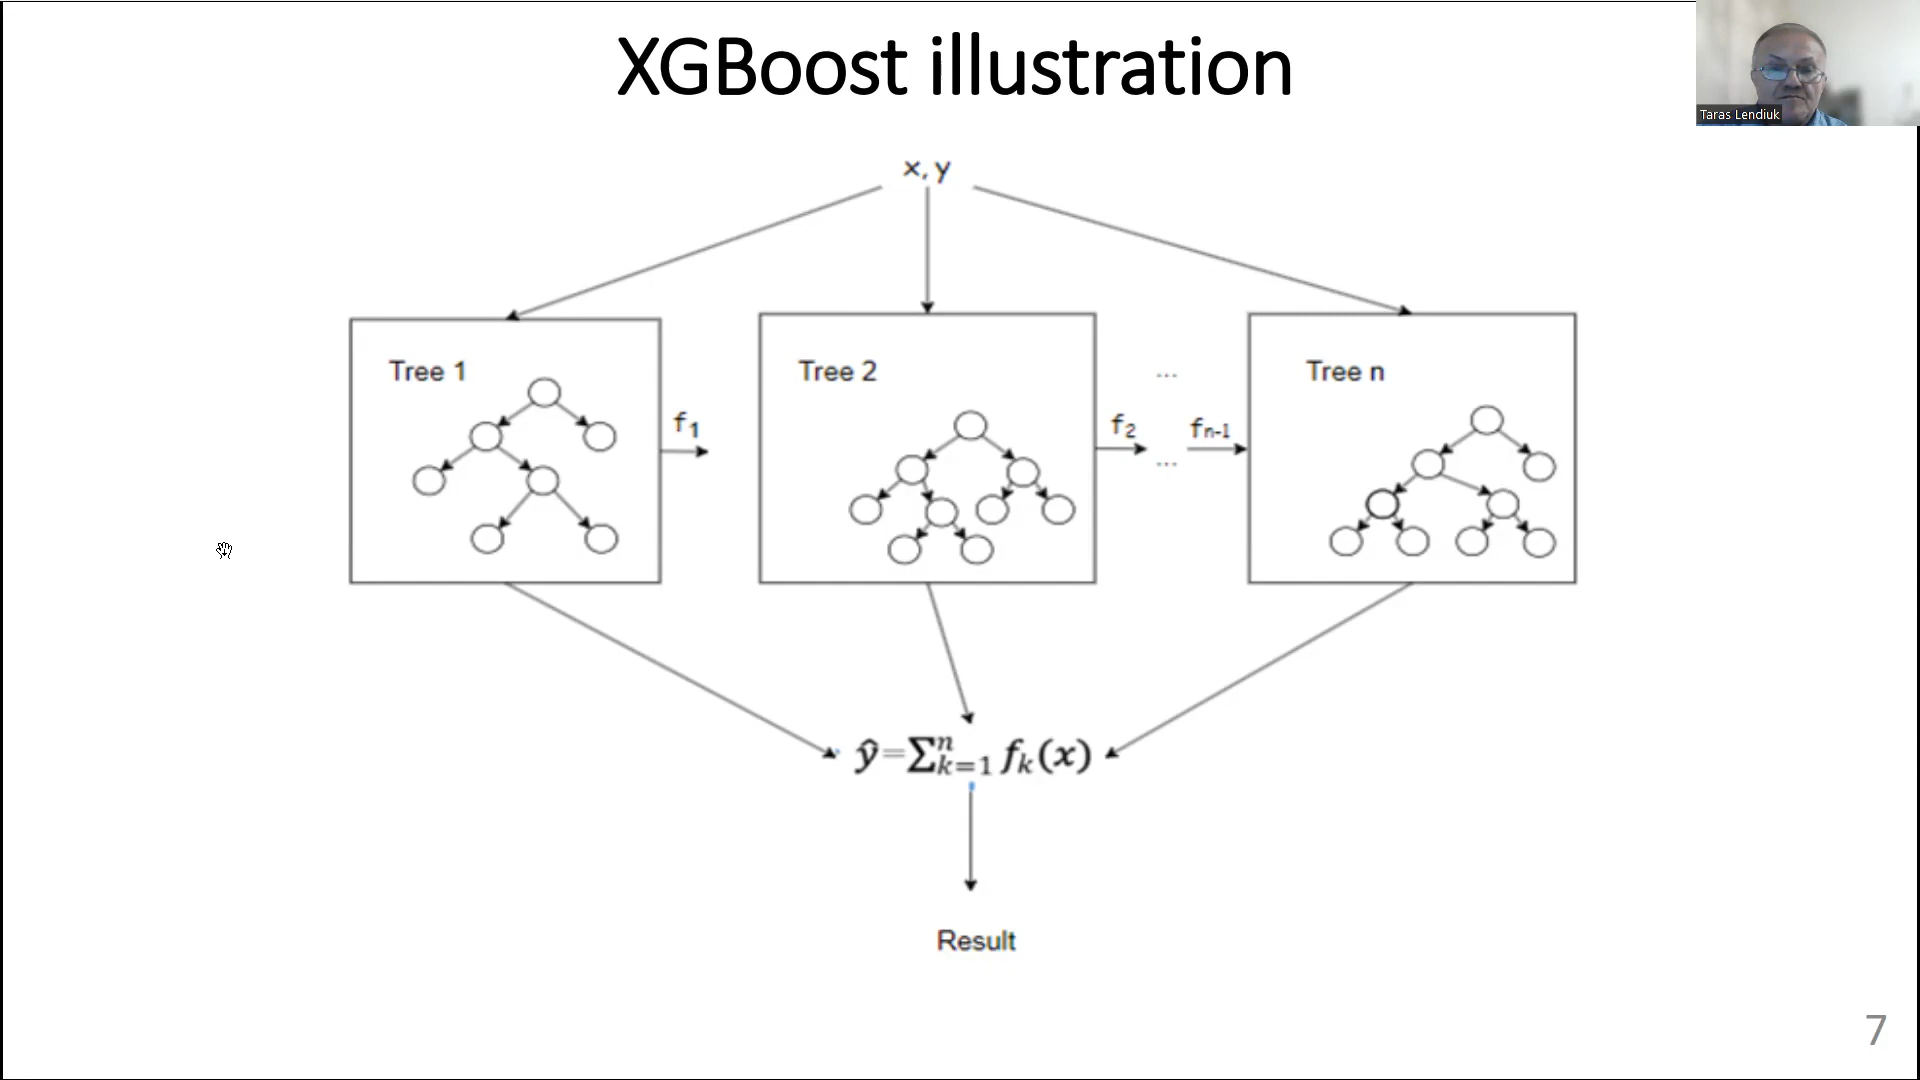 XGBoost illustration
Taras Lendiuk
x, y
Tree 1
f1
Tree 2
f2
...
...
fn-1
Tree n
ŷ=∑ⁿₖ₌₁ fₖ(x)
Result
7